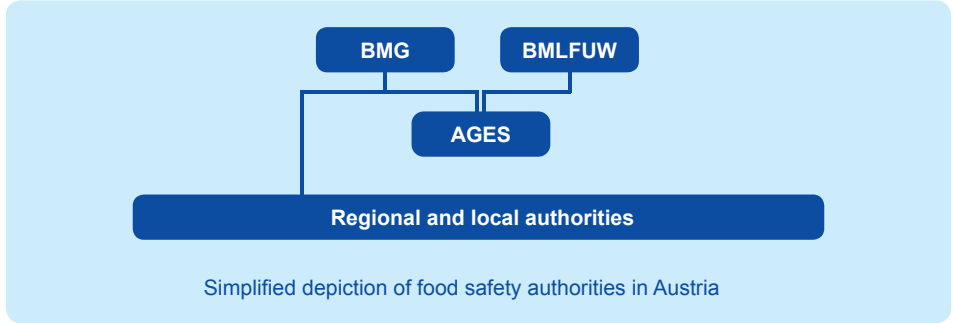 BMG
BMLFUW
AGES
Regional and local authorities
Simplified depiction of food safety authorities in Austria